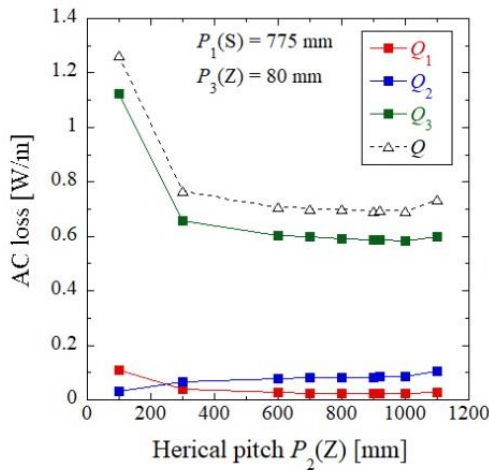 1.4
1.2
1
0.8
0.6
0.4
0.2
0
AC loss [W/m]
P₁(S) = 775 mm
P₃(Z) = 80 mm
Q₁
Q₂
Q₃
Q
0 200 400 600 800 1000 1200
Herical pitch P₂(Z) [mm]